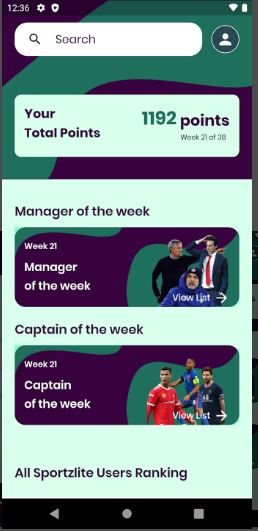 12:36
Search
Your
Total Points
1192 points
Week 21 of 38
Manager of the week
Week 21
Manager
of the week
View List
Captain of the week
Week 21
Captain
of the week
View List
All Sportzlite Users Ranking